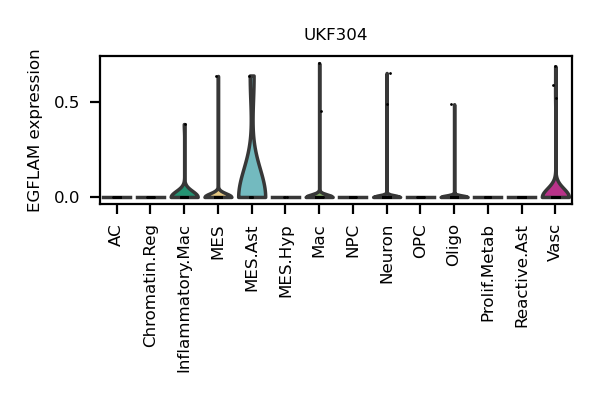 UKF304
EGFLAM expression
0.5
0.0
AC
Chromatin.Reg
Inflammatory.Mac
MES
MES.Ast
MES.Hyp
Mac
NPC
Neuron
OPC
Oligo
Prolif.Metab
Reactive.Ast
Vasc